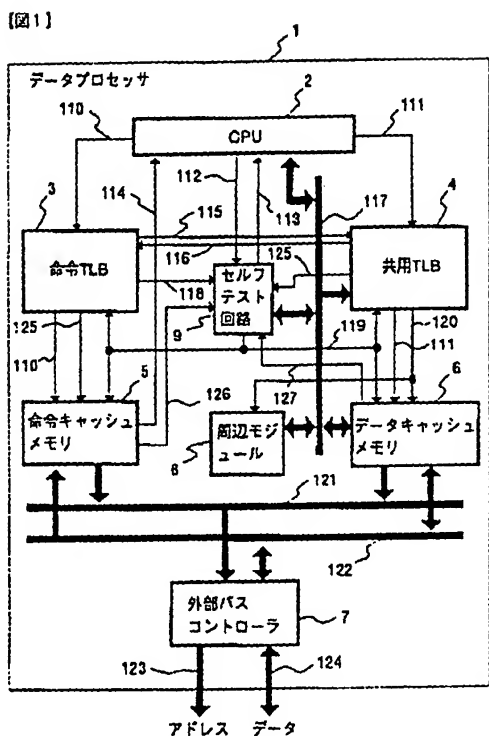 【図1】
1
データプロセッサ
2
110
CPU
111
112
114
113
3
4
115
117
116
125
命令TLB
118
セルフ
テスト
回路
共用TLB
125
9
119
120
110
111
5
126
127
6
命令キャッシュ
メモリ
周辺モジ
ュール
データキャッシュ
メモリ
8
121
122
外部バス
コントローラ
7
123
124
アドレス
データ